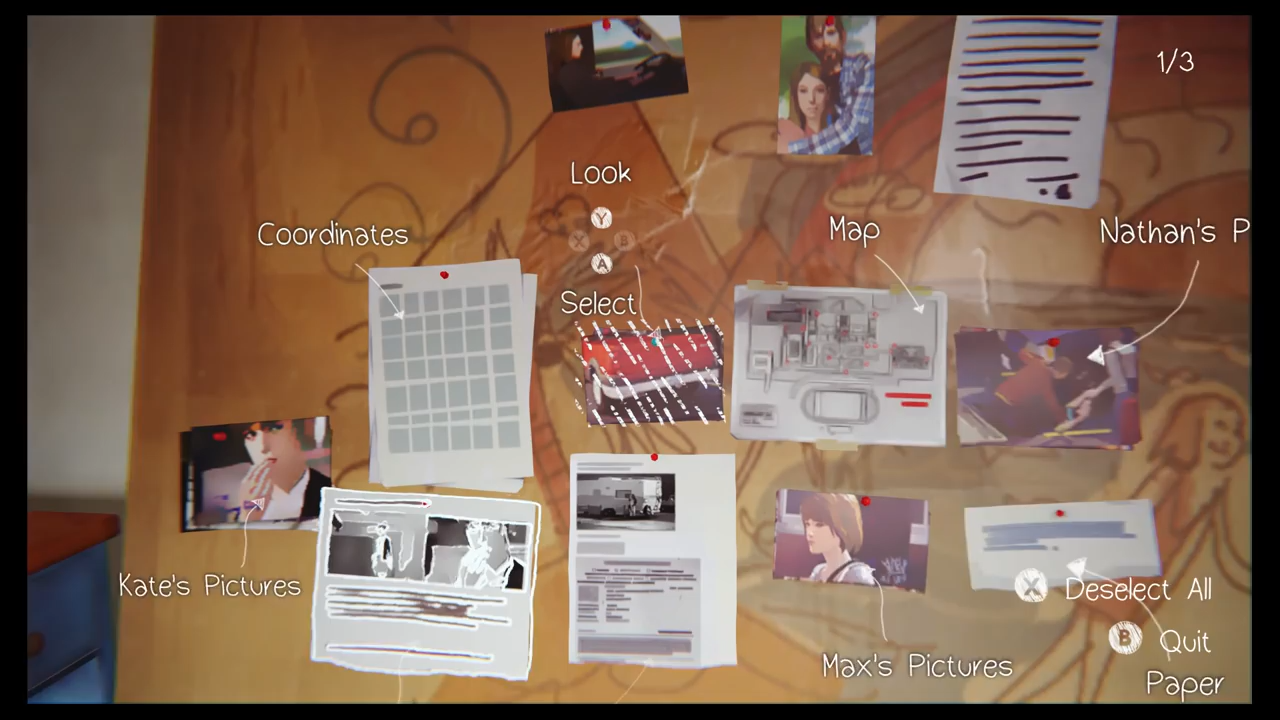 1/3
Look
Y
X B
A
Coordinates
Map
Nathan's P
Select
Kate's Pictures
X Deselect All
B Quit
Max's Pictures
Paper